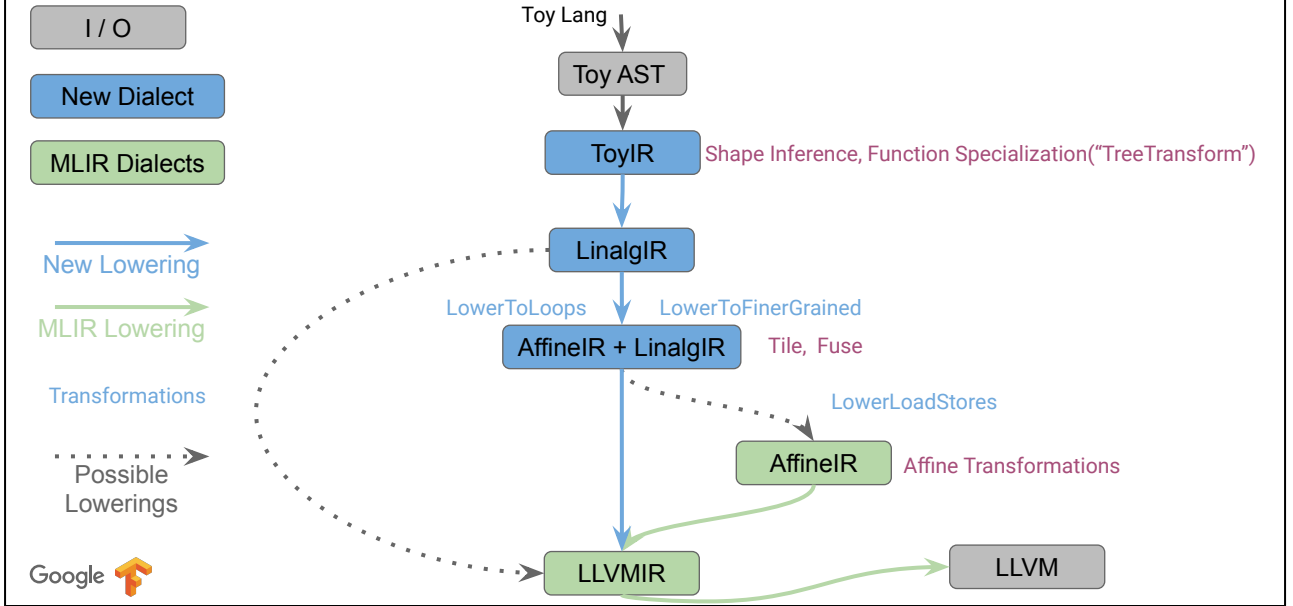 Toy Lang
I / O
Toy AST
New Dialect
MLIR Dialects
ToyIR
Shape Inference, Function Specialization(“TreeTransform”)
LinalgIR
New Lowering
LowerToLoops
LowerToFinerGrained
MLIR Lowering
AffineIR + LinalgIR
Tile, Fuse
Transformations
LowerLoadStores
AffineIR
Affine Transformations
Possible
Lowerings
Google
LLVMIR
LLVM